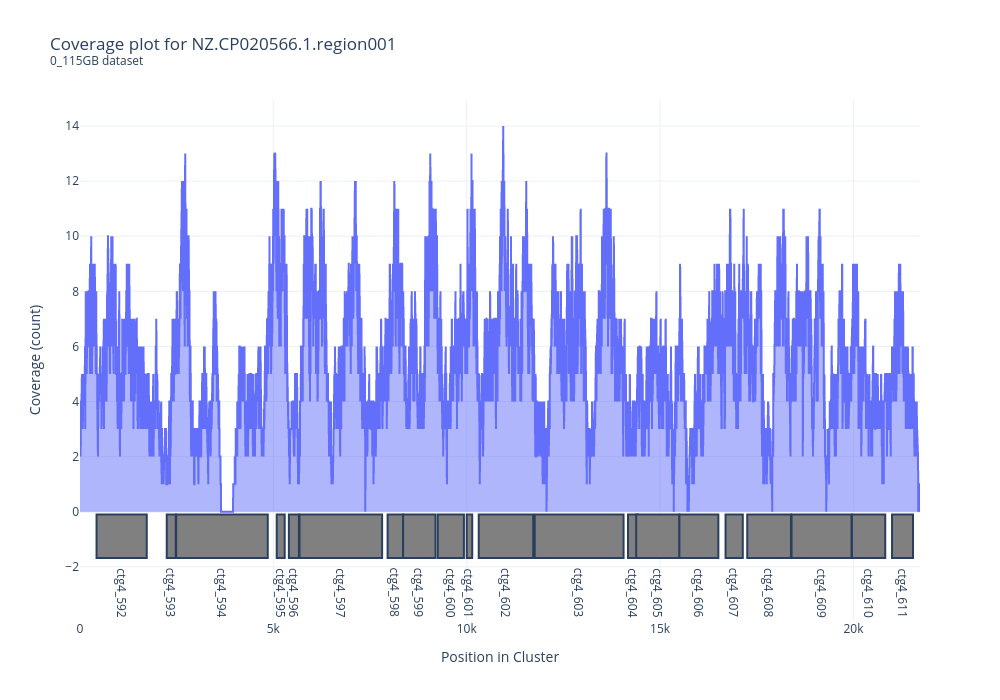 Coverage plot for NZ.CP020566.1.region001
0_115GB dataset
Coverage (count)
14
12
10
8
6
4
2
0
−2
ctg4_592
ctg4_593
ctg4_594
ctg4_595
ctg4_596
ctg4_597
ctg4_598
ctg4_599
ctg4_600
ctg4_601
ctg4_602
ctg4_603
ctg4_604
ctg4_605
ctg4_606
ctg4_607
ctg4_608
ctg4_609
ctg4_610
ctg4_611
0 5k 10k 15k 20k
Position in Cluster